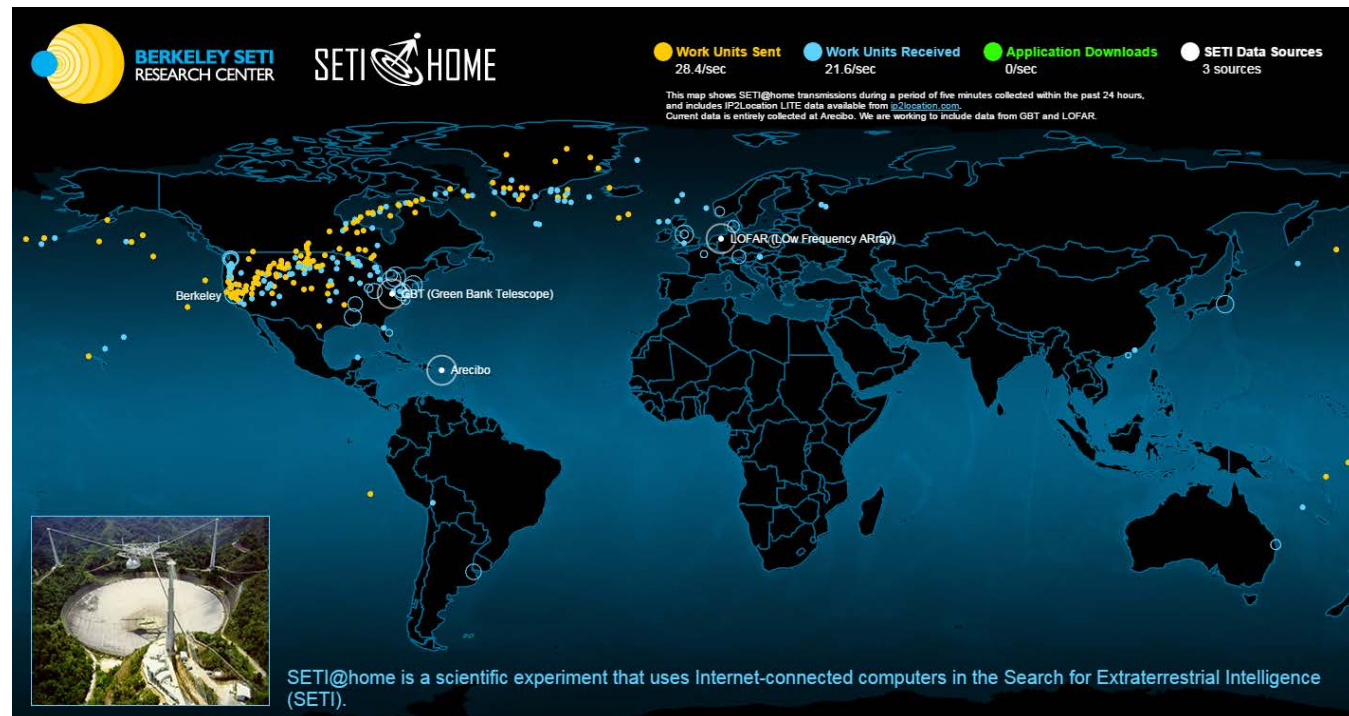 BERKELEY SETI
RESEARCH CENTER
SETI@HOME
Work Units Sent
28.4/sec
Work Units Received
21.6/sec
Application Downloads
0/sec
SETI Data Sources
3 sources
This map shows SETI@home transmissions during a period of five minutes collected within the past 24 hours,
and includes IP2Location LITE data available from ip2location.com.
Current data is entirely collected at Arecibo. We are working to include data from GBT and LOFAR.
LOFAR (LOw Frequency ARray)
Berkeley
GBT (Green Bank Telescope)
Arecibo
SETI@home is a scientific experiment that uses Internet-connected computers in the Search for Extraterrestrial Intelligence
(SETI).